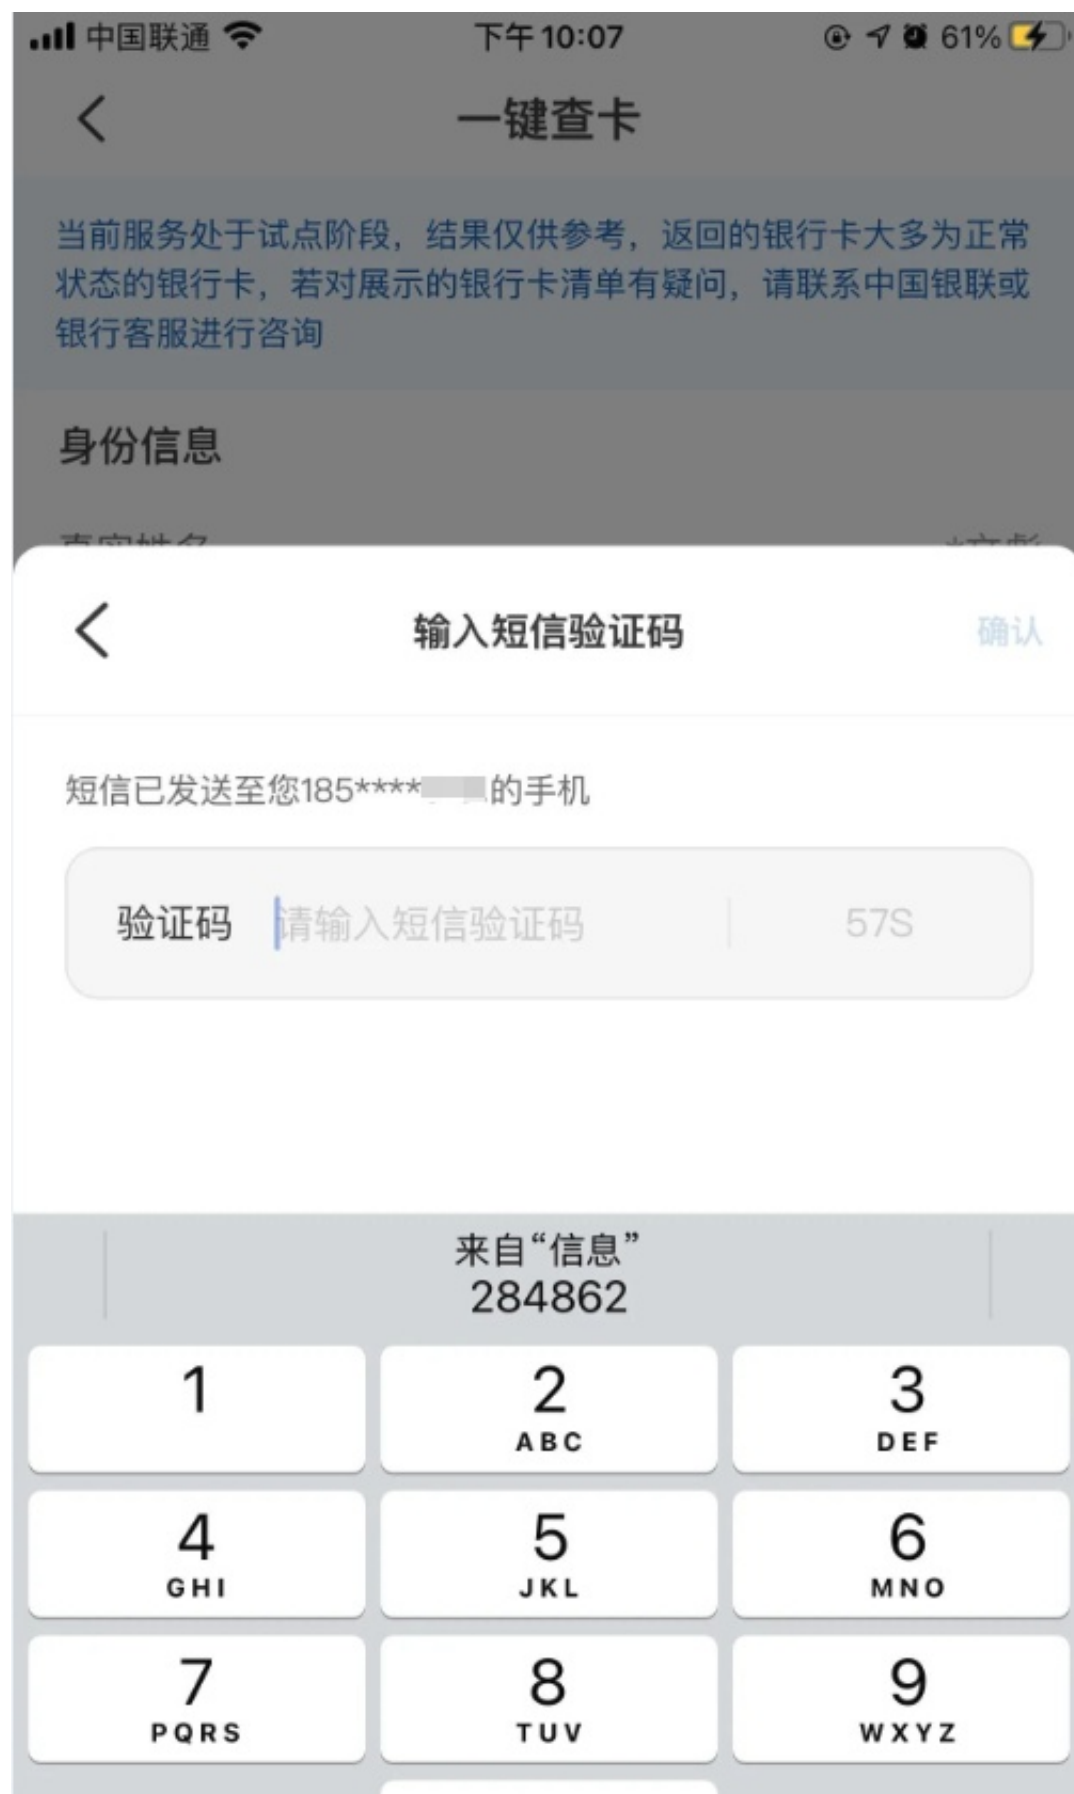 中国联通
下午10:07
61%
一键查卡
当前服务处于试点阶段，结果仅供参考，返回的银行卡大多为正常
状态的银行卡，若对展示的银行卡清单有疑问，请联系中国银联或
银行客服进行咨询
身份信息
真实姓名
*文彪
输入短信验证码
确认
短信已发送至您185****的手机
验证码
请输入短信验证码
57S
来自“信息”
284862
1
2
ABC
3
DEF
4
GHI
5
JKL
6
MNO
7
PQRS
8
TUV
9
WXYZ